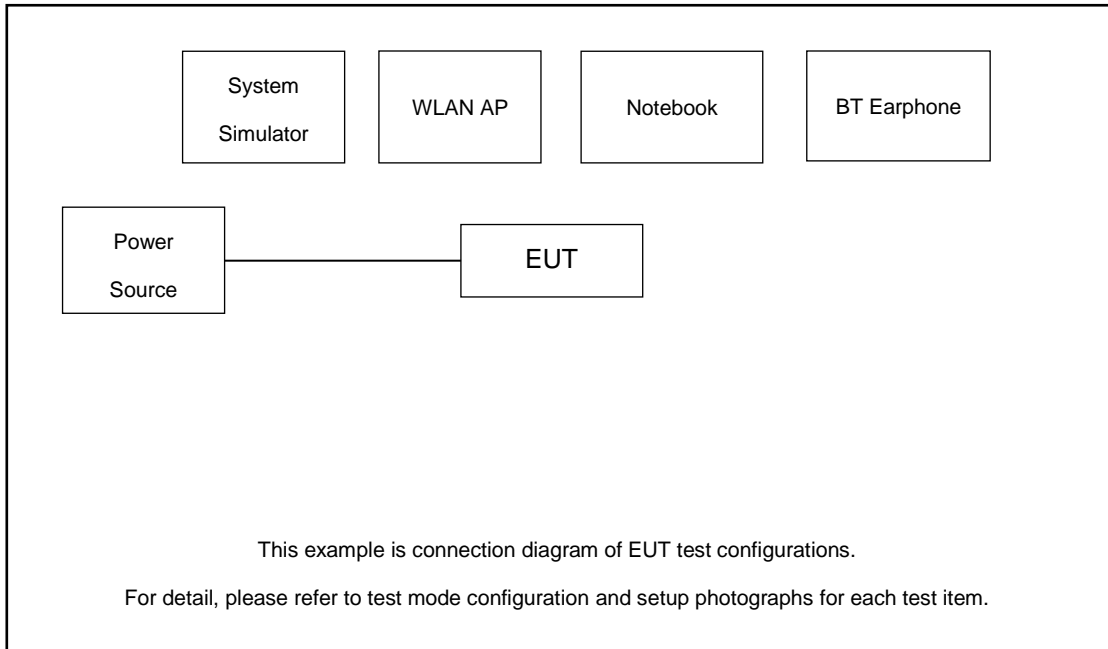 System
Simulator
WLAN AP
Notebook
BT Earphone
Power
Source
EUT
This example is connection diagram of EUT test configurations.
For detail, please refer to test mode configuration and setup photographs for each test item.